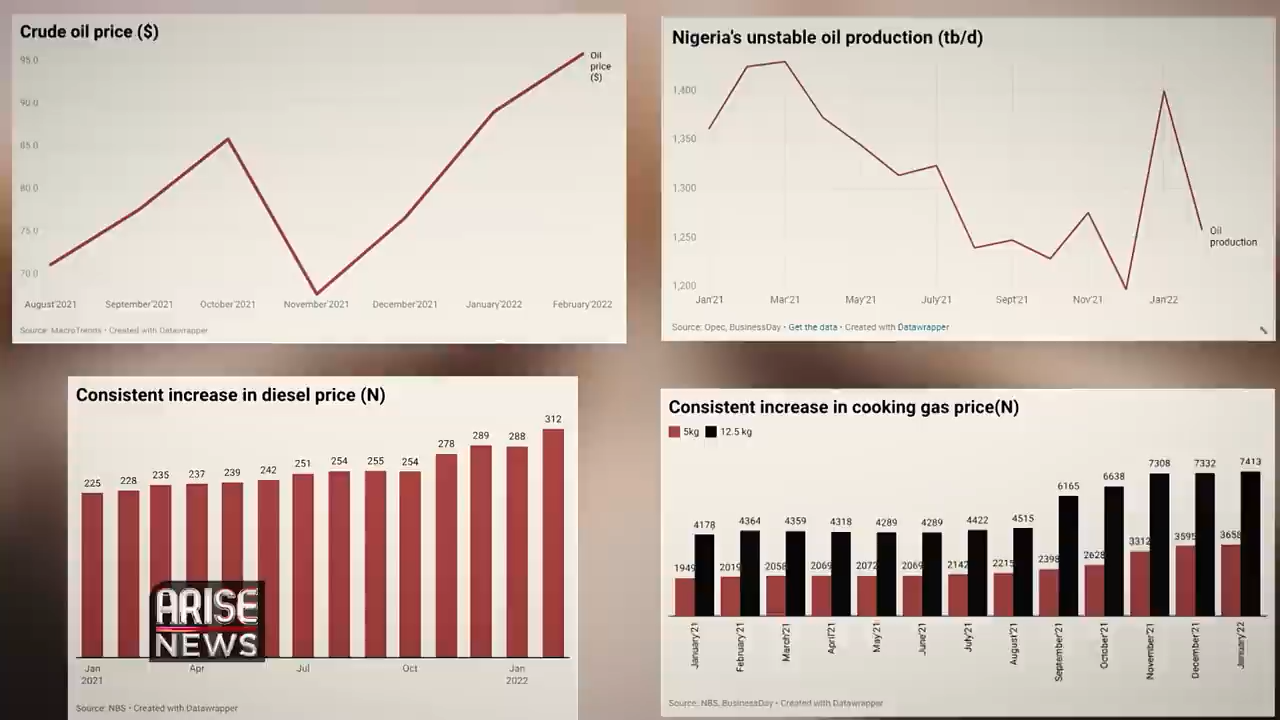 Crude oil price ($)
95.0
90.0
85.0
80.0
75.0
70.0
Oil
price
($)
August'2021 September'2021 October'2021 November'2021 December'2021 January'2022 February'2022
Source: MacroTrends • Created with Datawrapper
Nigeria's unstable oil production (tb/d)
1,400
1,350
1,300
1,250
1,200
Oil
production
Jan'21 Mar'21 May'21 July'21 Sept'21 Nov'21 Jan'22
Source: Opec, BusinessDay • Get the data • Created with Datawrapper
Consistent increase in diesel price (N)
225 228 235 237 239 242 251 254 255 254 278 289 288 312
Jan Apr Jul Oct Jan
2021 2022
Source: NBS • Created with Datawrapper
ARISE
NEWS
Consistent increase in cooking gas price(N)
5kg 12.5 kg
4178 4364 4359 4318 4289 4289 4422 4515 6165 6638 7308 7332 7413
1949 2019 2058 2069 2072 2069 2142 2215 2398 2628 3312 3595 3658
January'21 February'21 March'21 April'21 May'21 June'21 July'21 August'21 September'21 October'21 November'21 December'21 January'22
Source: NBS, BusinessDay • Created with Datawrapper